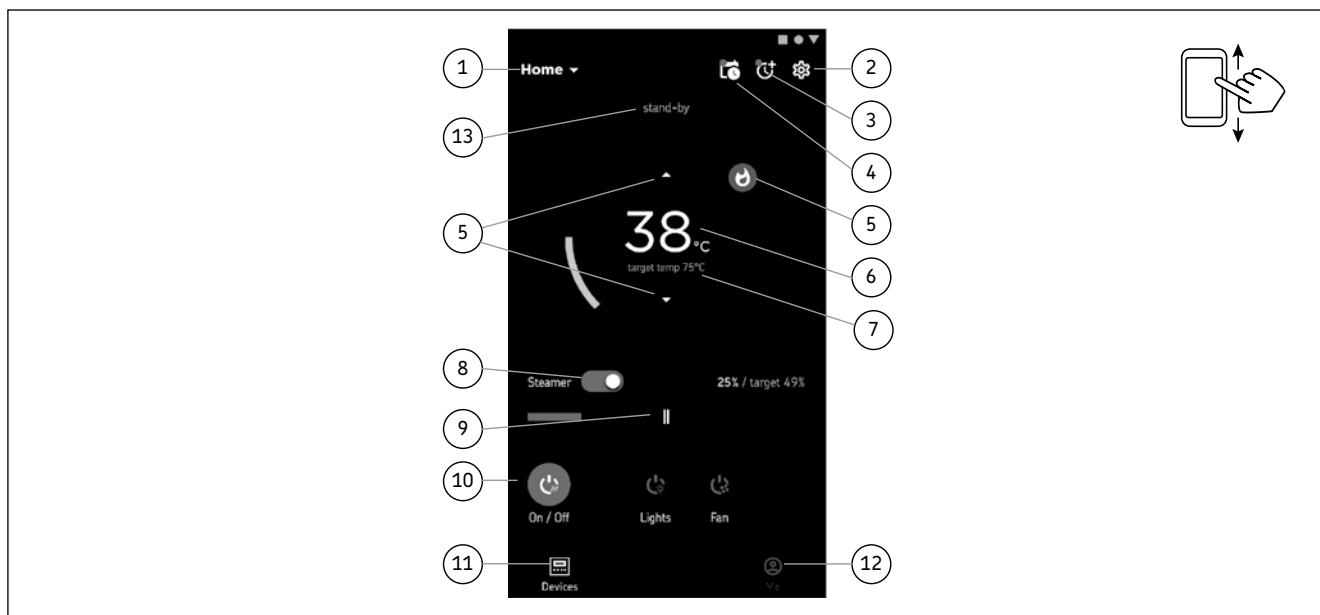 1
Home
2
stand-by
3
13
4
5
5
38 °C
6
target temp 75°C
7
8
Steamer
25% / target 49%
9
10
On / Off
Lights
Fan
11
12
Devices